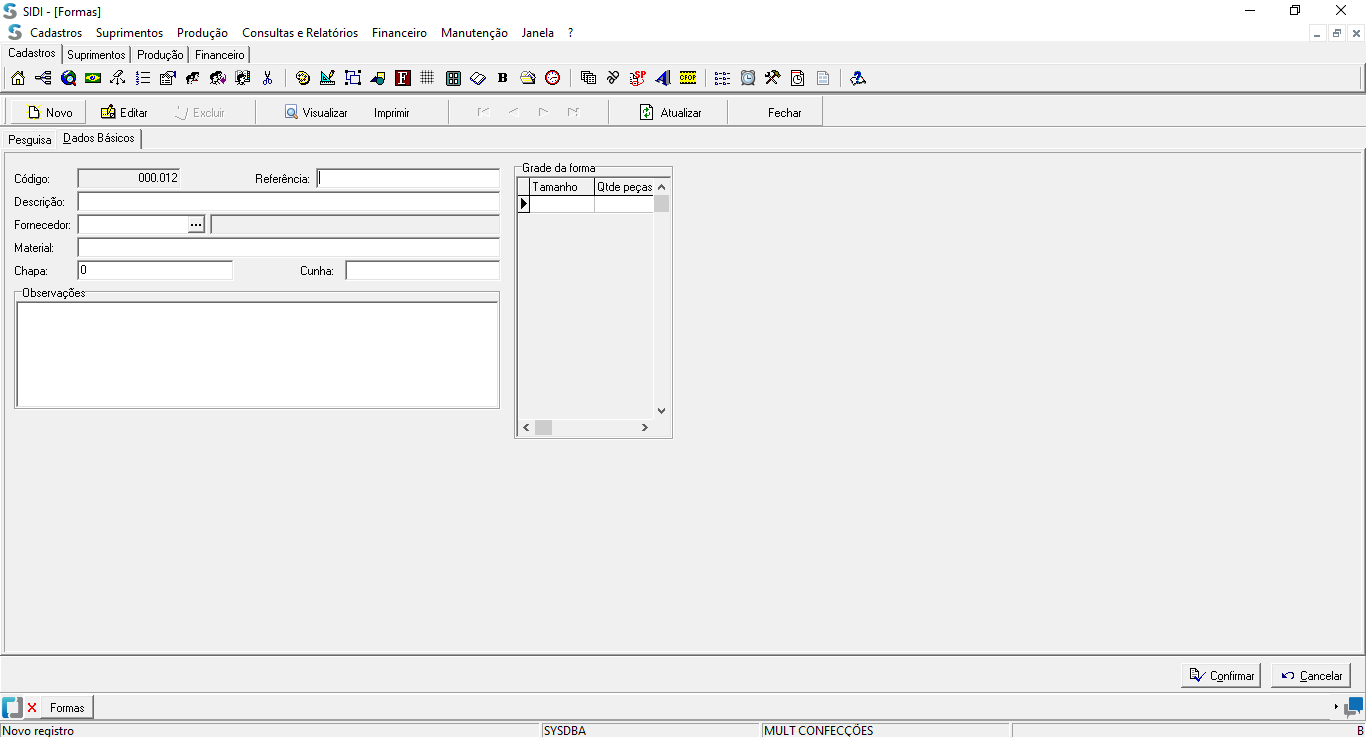 SIDI - [Formas]
Cadastros Suprimentos Produção Consultas e Relatórios Financeiro Manutenção Janela ?
Cadastros Suprimentos Produção Financeiro
F B SP CFOP
Novo Editar Excluir Visualizar Imprimir Atualizar Fechar
Pesquisa Dados Básicos
Código: 000.012 Referência:
Descrição:
Fornecedor: ...
Material:
Chapa: 0 Cunha:
Observações
Grade da forma
Tamanho Qtde peças
Confirmar Cancelar
Formas
Novo registro SYSDBA MULT CONFECÇÕES B